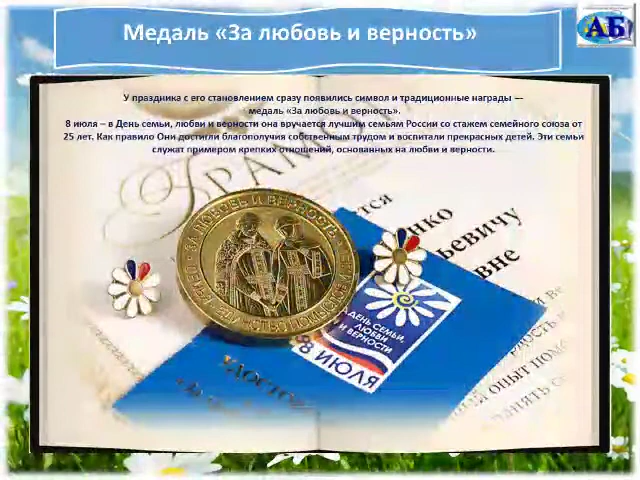 Медаль «За любовь и верность»
АБ
У праздника с его становлением сразу появились символ и традиционные награды —
медаль «За любовь и верность».
8 июля – в День семьи, любви и верности она вручается лучшим семьям России со стажем семейного союза от
25 лет. Как правило Они достигли благополучия собственным трудом и воспитали прекрасных детей. Эти семьи
служат примером крепких отношений, основанных на любви и верности.
ГРАМОТА
ЗА ЛЮБОВЬ И ВЕРНОСТЬ
ДЕНЬ СЕМЬИ,
ЛЮБВИ
И ВЕРНОСТИ
8 ИЮЛЯ